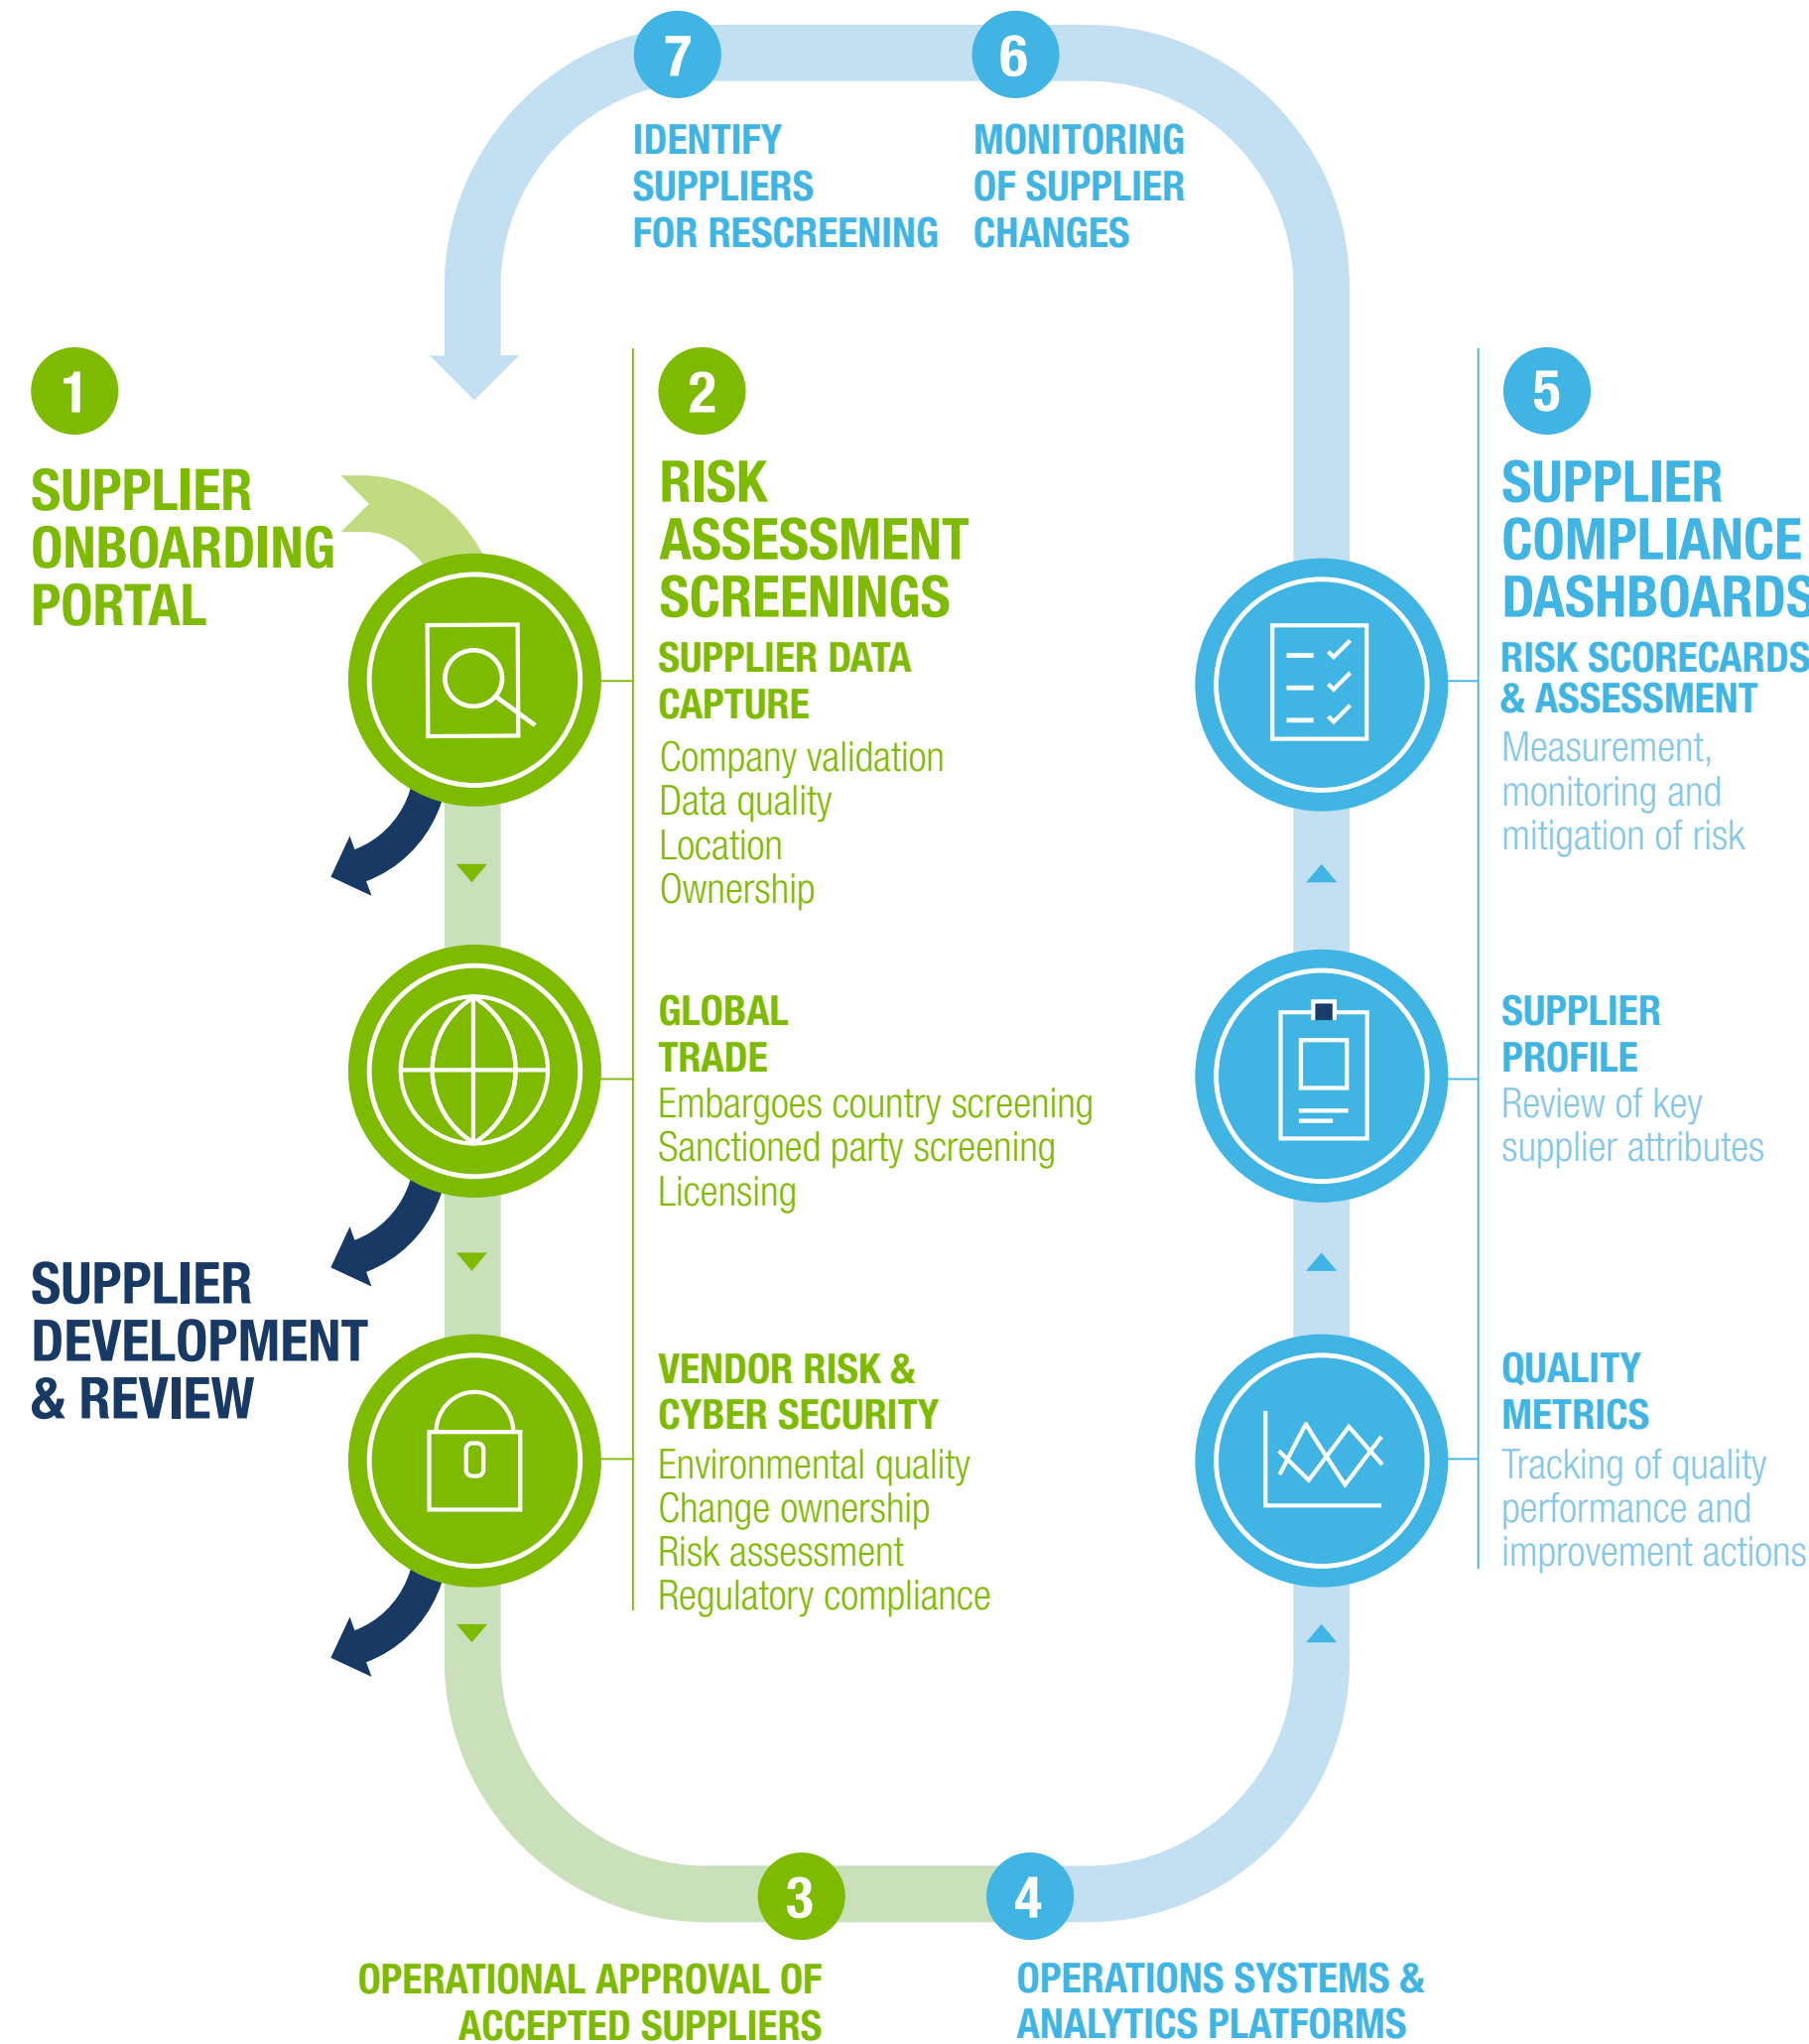 7
IDENTIFY
SUPPLIERS
FOR RESCREENING
6
MONITORING
OF SUPPLIER
CHANGES
1
SUPPLIER
ONBOARDING
PORTAL
2
RISK
ASSESSMENT
SCREENINGS
SUPPLIER DATA
CAPTURE
Company validation
Data quality
Location
Ownership
GLOBAL
TRADE
Embargoes country screening
Sanctioned party screening
Licensing
VENDOR RISK &
CYBER SECURITY
Environmental quality
Change ownership
Risk assessment
Regulatory compliance
SUPPLIER
DEVELOPMENT
& REVIEW
5
SUPPLIER
COMPLIANCE
DASHBOARDS
RISK SCORECARDS
& ASSESSMENT
Measurement,
monitoring and
mitigation of risk
SUPPLIER
PROFILE
Review of key
supplier attributes
QUALITY
METRICS
Tracking of quality
performance and
improvement actions
3
OPERATIONAL APPROVAL OF
ACCEPTED SUPPLIERS
4
OPERATIONS SYSTEMS &
ANALYTICS PLATFORMS